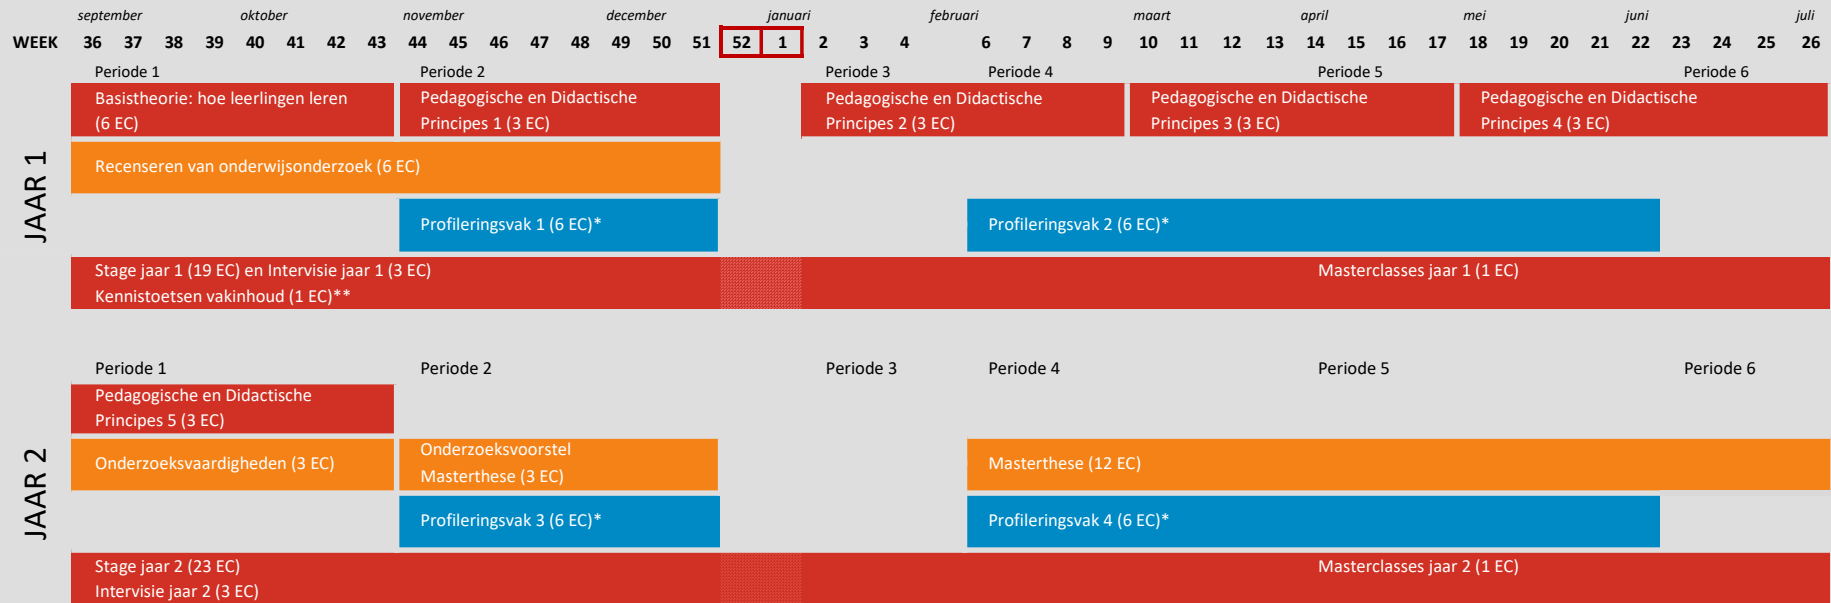 september oktober november december januari februari maart april mei juni juli
WEEK 36 37 38 39 40 41 42 43 44 45 46 47 48 49 50 51 52 1 2 3 4 6 7 8 9 10 11 12 13 14 15 16 17 18 19 20 21 22 23 24 25 26
JAAR 1
Periode 1 Periode 2 Periode 3 Periode 4 Periode 5 Periode 6
Basistheorie: hoe leerlingen leren
(6 EC)
Pedagogische en Didactische
Principes 1 (3 EC)
Pedagogische en Didactische
Principes 2 (3 EC)
Pedagogische en Didactische
Principes 3 (3 EC)
Pedagogische en Didactische
Principes 4 (3 EC)
Recenseren van onderwijsonderzoek (6 EC)
Profileringsvak 1 (6 EC)*
Profileringsvak 2 (6 EC)*
Stage jaar 1 (19 EC) en Intervisie jaar 1 (3 EC)
Kennistoetsen vakinhoud (1 EC)**
Masterclasses jaar 1 (1 EC)
JAAR 2
Periode 1 Periode 2 Periode 3 Periode 4 Periode 5 Periode 6
Pedagogische en Didactische
Principes 5 (3 EC)
Onderzoeksvaardigheden (3 EC)
Onderzoeksvoorstel
Masterthese (3 EC)
Masterthese (12 EC)
Profileringsvak 3 (6 EC)*
Profileringsvak 4 (6 EC)*
Stage jaar 2 (23 EC)
Intervisie jaar 2 (3 EC)
Masterclasses jaar 2 (1 EC)